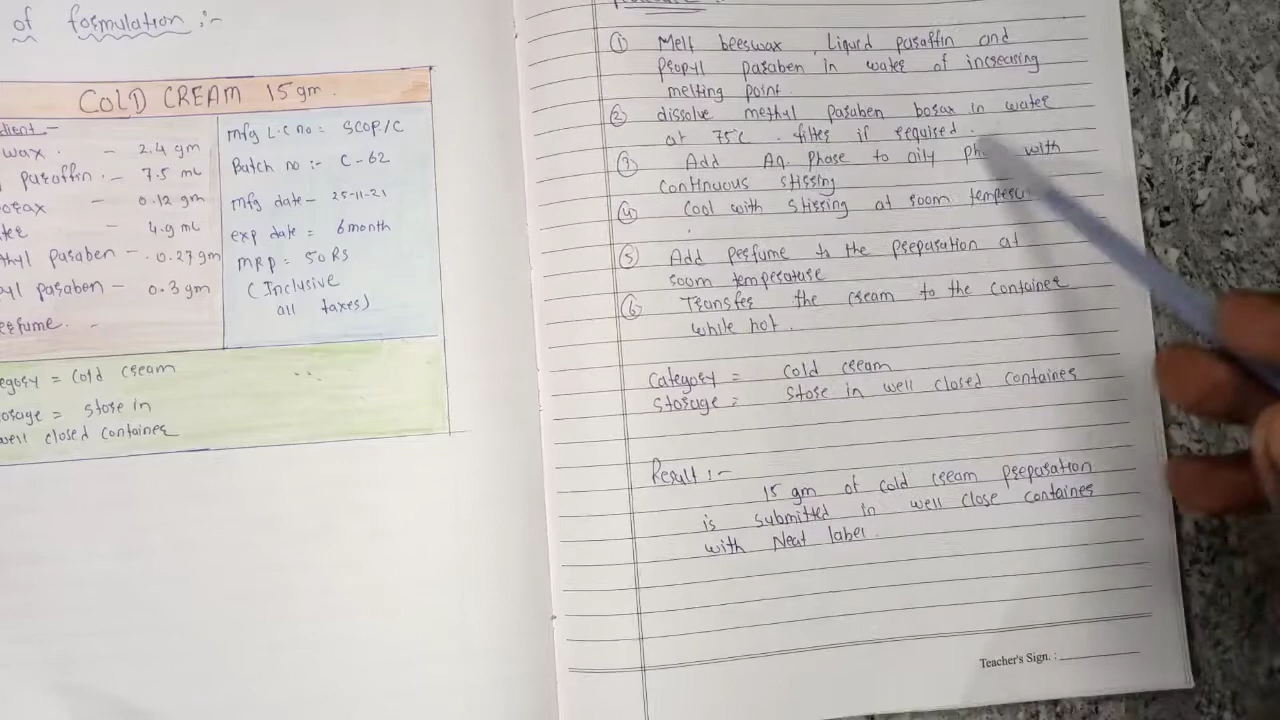 of formulation :-
COLD CREAM 15 gm.
dient -
wax. - 2.4 gm
paraffin. - 7.5 mL
orax - 0.12 gm
ter - 4.9 mL
thyl paraben - 0.27gm
pyl paraben - 0.3 gm
erfume. -
mfg L.C no = SCOP/C
Batch no :- C-62
mfg date - 25-11-21
exp date = 6 month
MRP = 50 RS
(Inclusive
all taxes)
egory = cold cream
orage = store in
well closed container
① Melt beeswax, Liquid paraffin and
propyl paraben in water of increasing
melting point.
② dissolve methyl paraben borax in water
at 75°C. filter if required.
③ Add Aq. Phase to oily ph with
continuous stirring
④ Cool with stirring at room temperu
⑤ Add perfume to the preparation at
room temperature
⑥ Transfer the cream to the container
while hot.
Category = cold cream
Storage = store in well closed container
Result :-
15 gm of cold cream preparation
is submitted in well close container
with Neat label.
Teacher's Sign. :